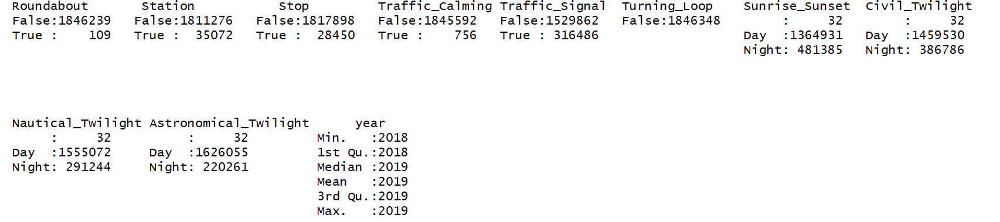 Roundabout Station Stop Traffic_Calming Traffic_Signal Turning_Loop Sunrise_Sunset Civil_Twilight
False:1846239 False:1811276 False:1817898 False:1845592 False:1529862 False:1846348 : 32 : 32
True : 109 True : 35072 True : 28450 True : 756 True : 316486 Day :1364931 Day :1459530
Night: 481385 Night: 386786
Nautical_Twilight Astronomical_Twilight year
: 32 : 32 Min. :2018
Day :1555072 Day :1626055 1st Qu.:2018
Night: 291244 Night: 220261 Median :2019
Mean :2019
3rd Qu.:2019
Max. :2019